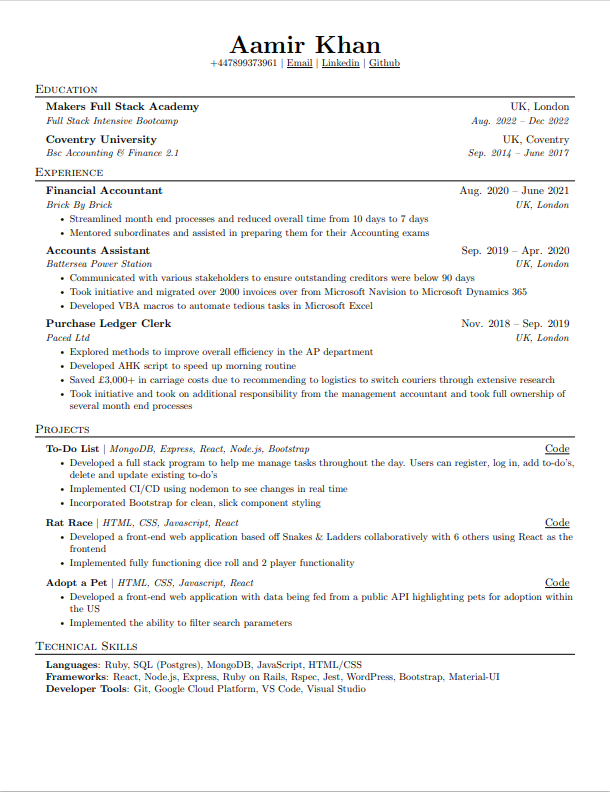 Aamir Khan
+447899373961 | Email | Linkedin | Github
Education
Makers Full Stack Academy UK, London
Full Stack Intensive Bootcamp Aug. 2022 – Dec 2022
Coventry University UK, Coventry
Bsc Accounting & Finance 2.1 Sep. 2014 – June 2017
Experience
Financial Accountant Aug. 2020 – June 2021
Brick By Brick UK, London
• Streamlined month end processes and reduced overall time from 10 days to 7 days
• Mentored subordinates and assisted in preparing them for their Accounting exams
Accounts Assistant Sep. 2019 – Apr. 2020
Battersea Power Station UK, London
• Communicated with various stakeholders to ensure outstanding creditors were below 90 days
• Took initiative and migrated over 2000 invoices over from Microsoft Navision to Microsoft Dynamics 365
• Developed VBA macros to automate tedious tasks in Microsoft Excel
Purchase Ledger Clerk Nov. 2018 – Sep. 2019
Paced Ltd UK, London
• Explored methods to improve overall efficiency in the AP department
• Developed AHK script to speed up morning routine
• Saved £3,000+ in carriage costs due to recommending to logistics to switch couriers through extensive research
• Took initiative and took on additional responsibility from the management accountant and took full ownership of
several month end processes
Projects
To-Do List | MongoDB, Express, React, Node.js, Bootstrap Code
• Developed a full stack program to help me manage tasks throughout the day. Users can register, log in, add to-do's,
delete and update existing to-do's
• Implemented CI/CD using nodemon to see changes in real time
• Incorporated Bootstrap for clean, slick component styling
Rat Race | HTML, CSS, Javascript, React Code
• Developed a front-end web application based off Snakes & Ladders collaboratively with 6 others using React as the
frontend
• Implemented fully functioning dice roll and 2 player functionality
Adopt a Pet | HTML, CSS, Javascript, React Code
• Developed a front-end web application with data being fed from a public API highlighting pets for adoption within
the US
• Implemented the ability to filter search parameters
Technical Skills
Languages: Ruby, SQL (Postgres), MongoDB, JavaScript, HTML/CSS
Frameworks: React, Node.js, Express, Ruby on Rails, Rspec, Jest, WordPress, Bootstrap, Material-UI
Developer Tools: Git, Google Cloud Platform, VS Code, Visual Studio